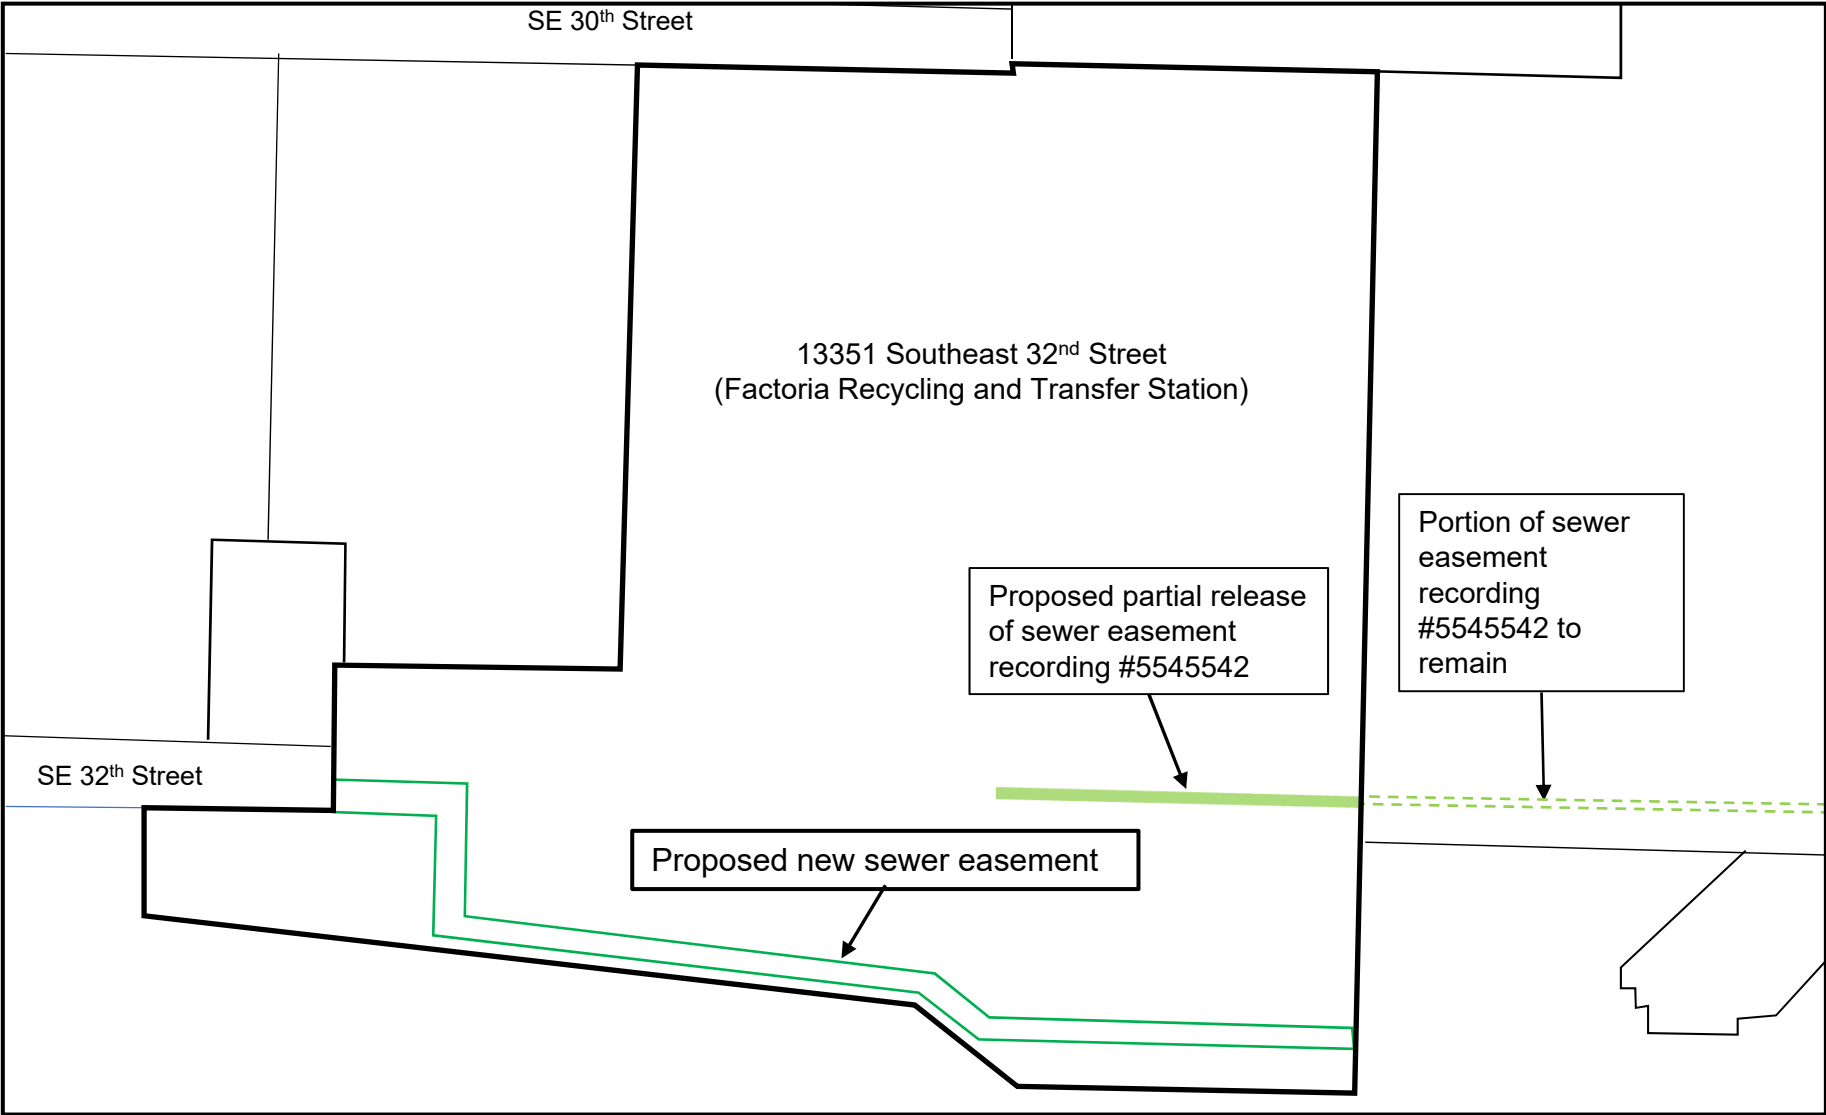 SE 30th Street
13351 Southeast 32nd Street
(Factoria Recycling and Transfer Station)
Portion of sewer
easement
recording
#5545542 to
remain
Proposed partial release
of sewer easement
recording #5545542
SE 32th Street
Proposed new sewer easement